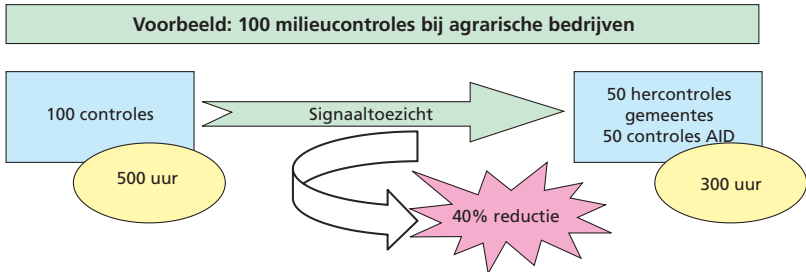 Voorbeeld: 100 milieucontroles bij agrarische bedrijven
100 controles
500 uur
Signaaltoezicht
40% reductie
50 hercontroles
gemeentes
50 controles AID
300 uur